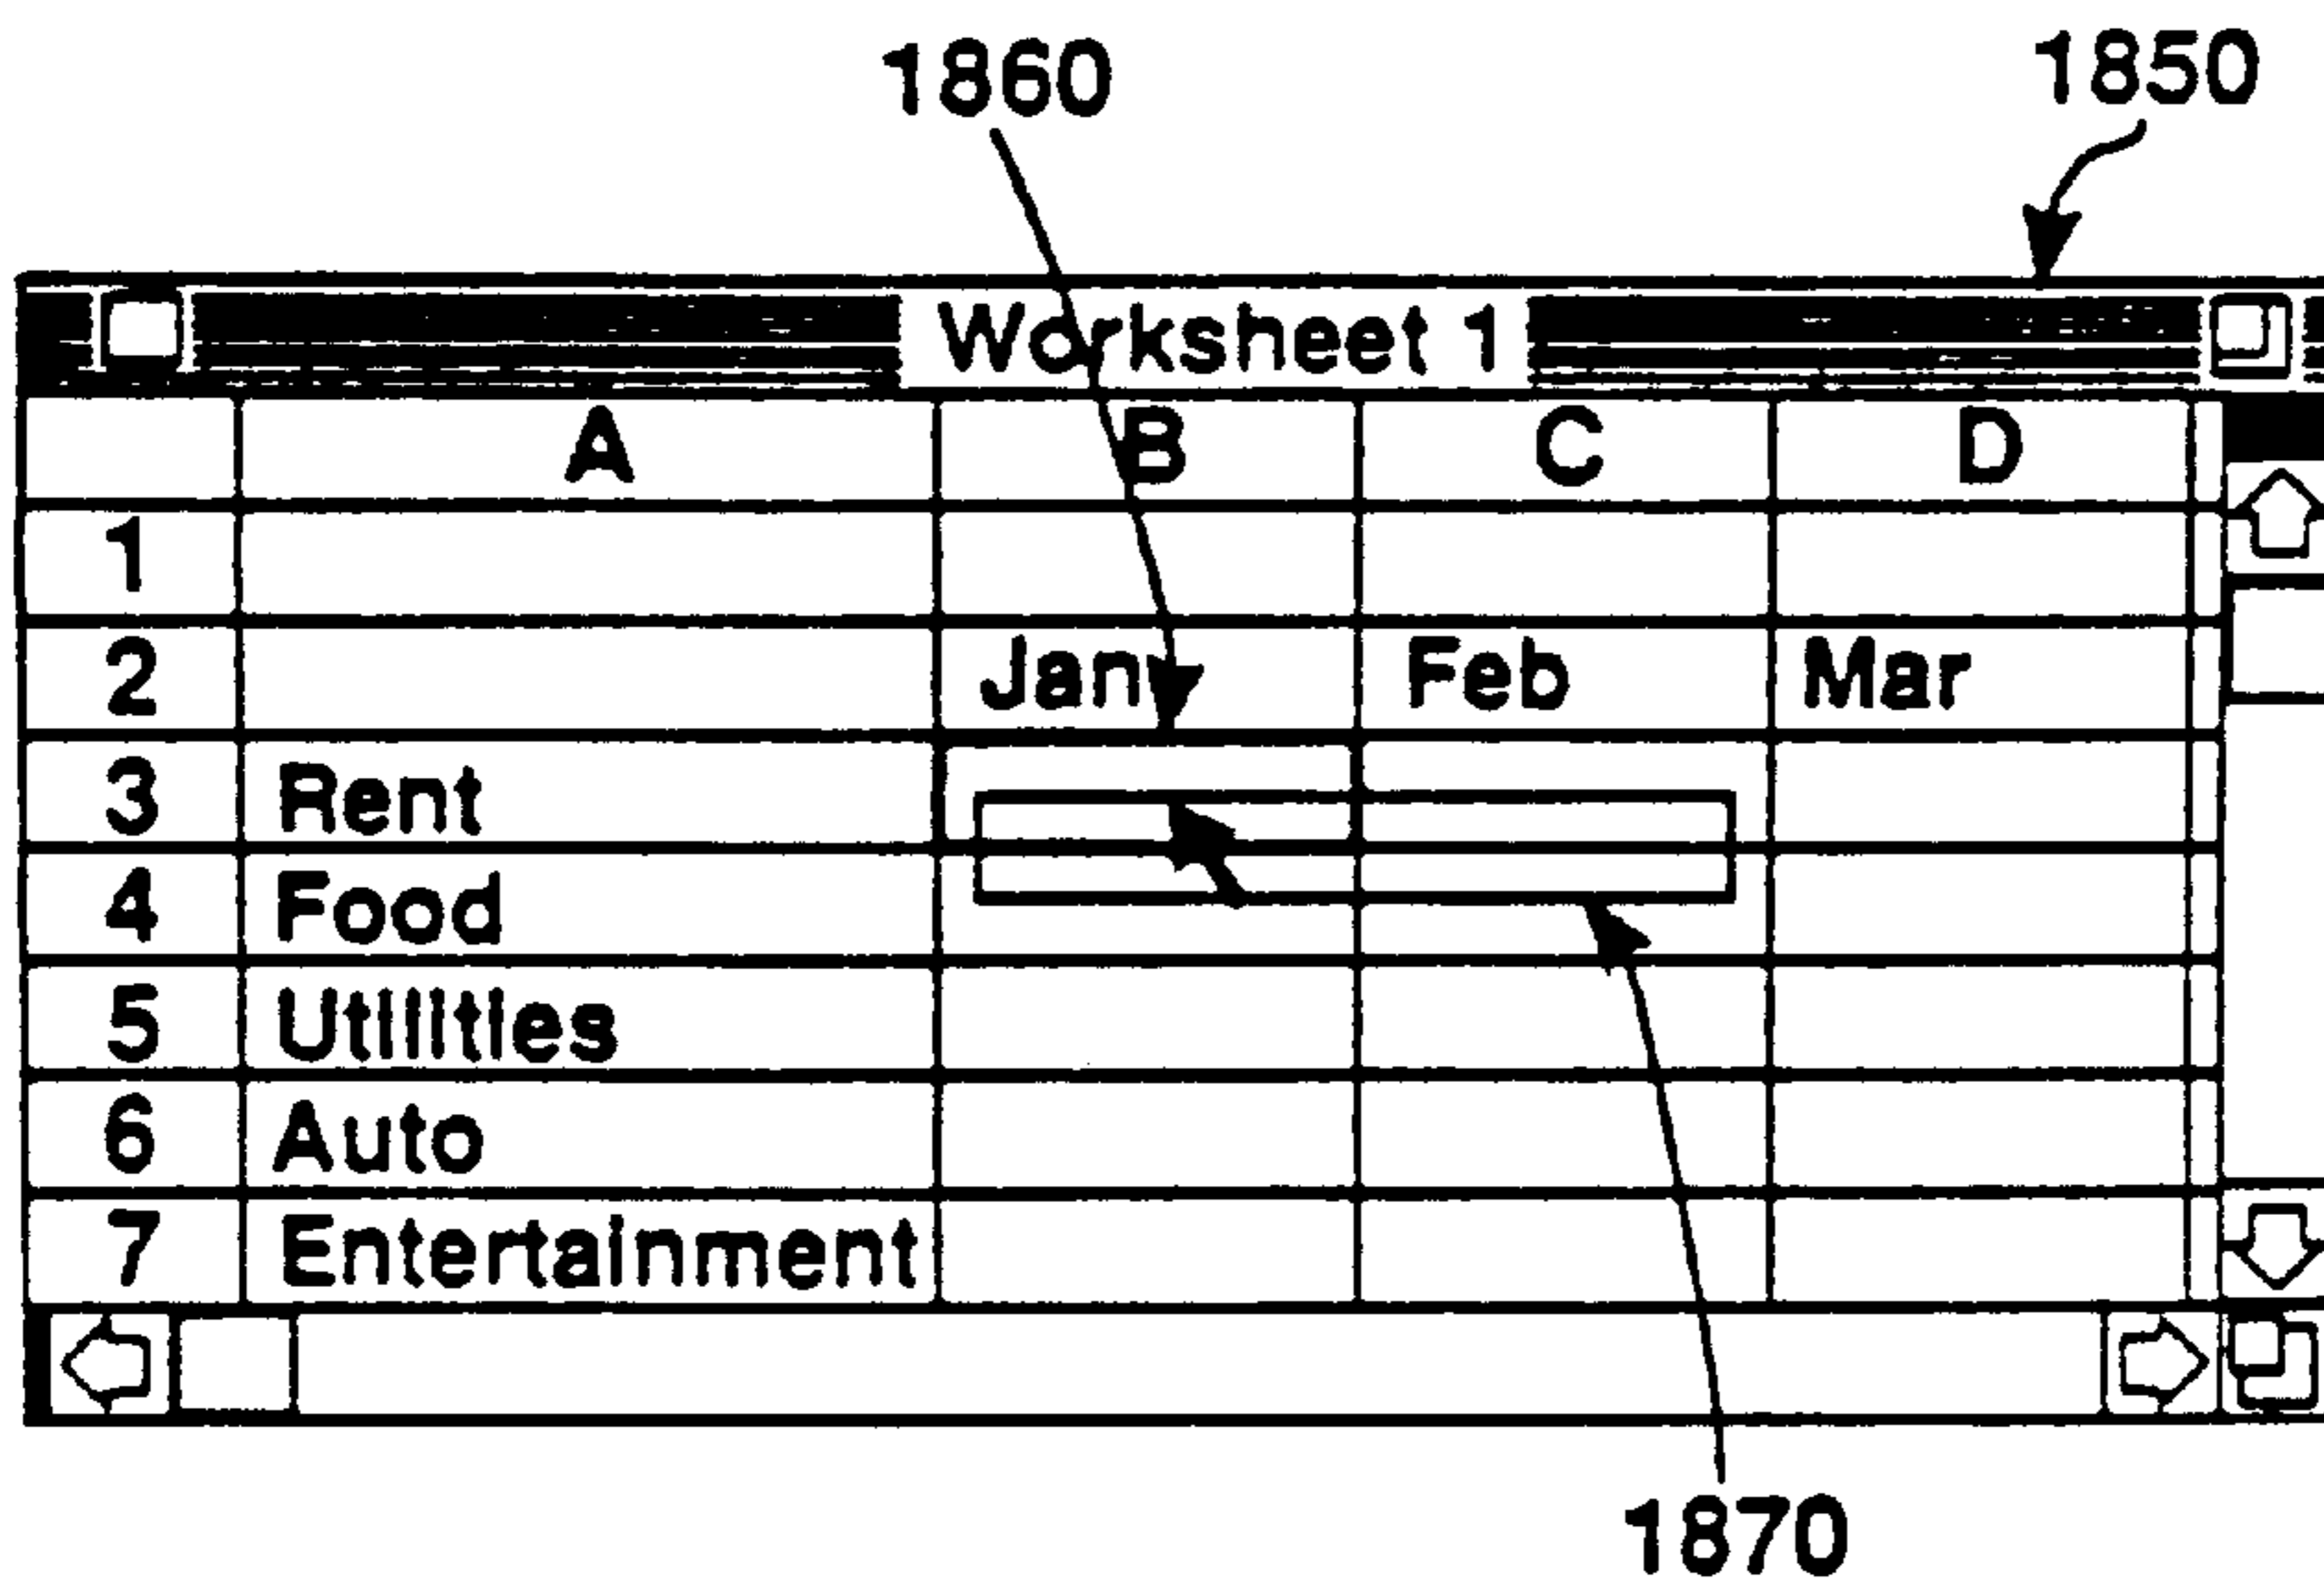 1860 1850
Worksheet 1
A B C D
1
2 Jan Feb Mar
3 Rent
4 Food
5 Utilities
6 Auto
7 Entertainment
1870